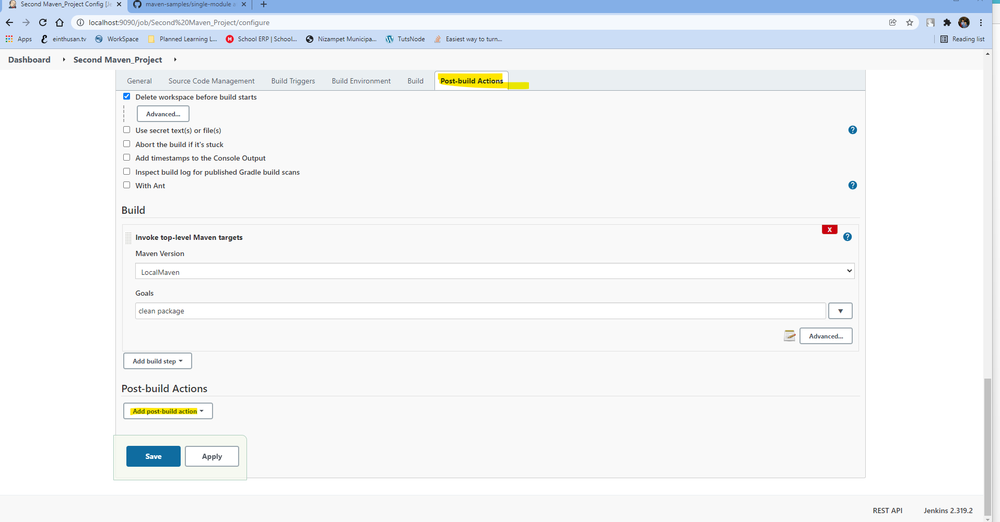 Second Maven_Project Config [Je
maven-samples/single-module a
localhost:9090/job/Second%20Maven_Project/configure
Apps einthusan.tv WorkSpace Planned Learning L... School ERP | School... Nizampet Municipa... TutsNode Easiest way to turn... Reading list
Dashboard Second Maven_Project
General Source Code Management Build Triggers Build Environment Build Post-build Actions
Delete workspace before build starts
Advanced...
Use secret text(s) or file(s)
Abort the build if it's stuck
Add timestamps to the Console Output
Inspect build log for published Gradle build scans
With Ant
Build
X
Invoke top-level Maven targets
Maven Version
LocalMaven
Goals
clean package
Advanced...
Add build step
Post-build Actions
Add post-build action
Save Apply
REST API Jenkins 2.319.2